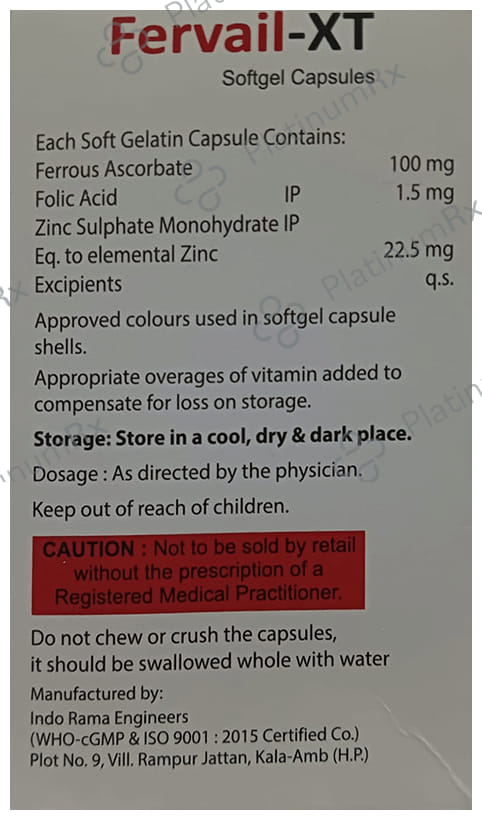 Fervail-XT
Softgel Capsules
Each Soft Gelatin Capsule Contains:
Ferrous Ascorbate 100 mg
Folic Acid IP 1.5 mg
Zinc Sulphate Monohydrate IP
Eq. to elemental Zinc 22.5 mg
Excipients q.s.
Approved colours used in softgel capsule
shells.
Appropriate overages of vitamin added to
compensate for loss on storage.
Storage: Store in a cool, dry & dark place.
Dosage : As directed by the physician.
Keep out of reach of children.
CAUTION : Not to be sold by retail
without the prescription of a
Registered Medical Practitioner.
Do not chew or crush the capsules,
it should be swallowed whole with water
Manufactured by:
Indo Rama Engineers
(WHO-cGMP & ISO 9001 : 2015 Certified Co.)
Plot No. 9, Vill. Rampur Jattan, Kala-Amb (H.P.)
PlatinumRx
PlatinumRx